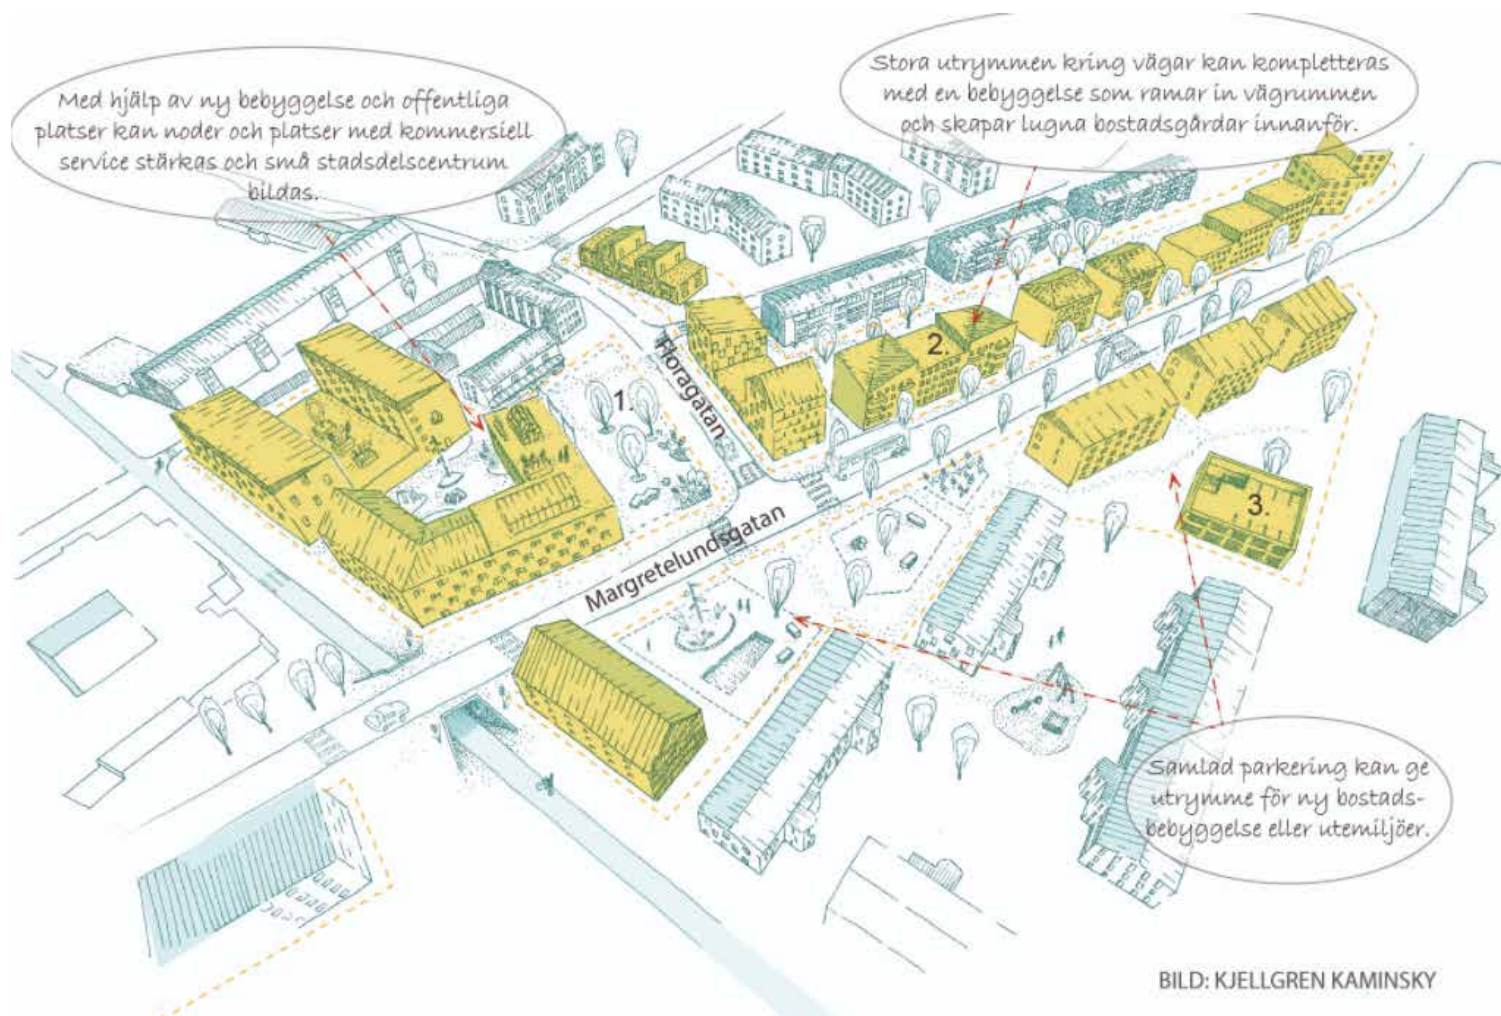 Med hjälp av ny bebyggelse och offentliga
platser kan noder och platser med kommersiell
service stärkas och små stadsdelscentrum
bildas.
Stora utrymmen kring vägar kan kompletteras
med en bebyggelse som ramar in vägrummen
och skapar lugna bostadsgårdar innanför.
1.
Floragatan
2.
3.
Margretelundsgatan
Samlad parkering kan ge
utrymme för ny bostads-
bebyggelse eller utemiljöer.
BILD: KJELLGREN KAMINSKY